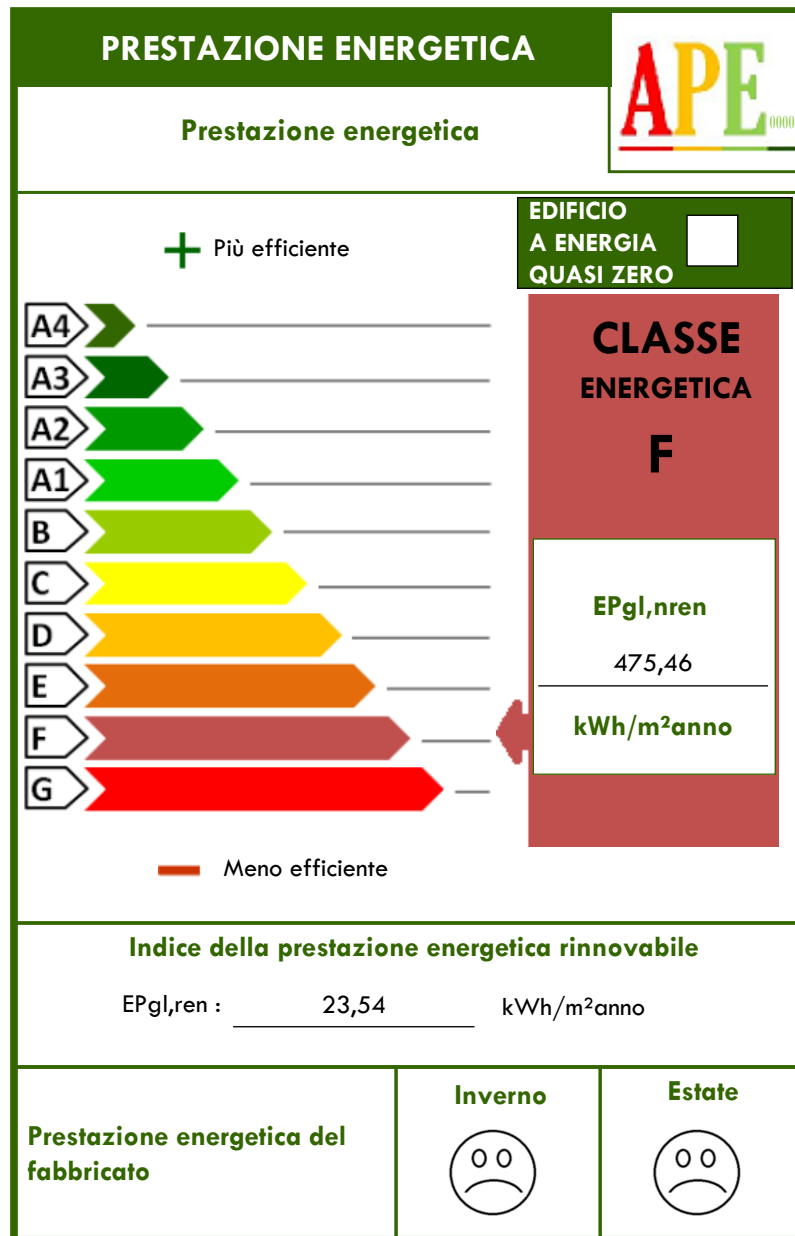 PRESTAZIONE ENERGETICA
APE
0000
Prestazione energetica
Più efficiente
EDIFICIO
A ENERGIA
QUASI ZERO
A4
A3
A2
A1
B
C
D
E
F
G
CLASSE
ENERGETICA
F
EPgl,nren
475,46
kWh/m²anno
Meno efficiente
Indice della prestazione energetica rinnovabile
EPgl,ren : 23,54 kWh/m²anno
Prestazione energetica del
fabbricato
Inverno
Estate